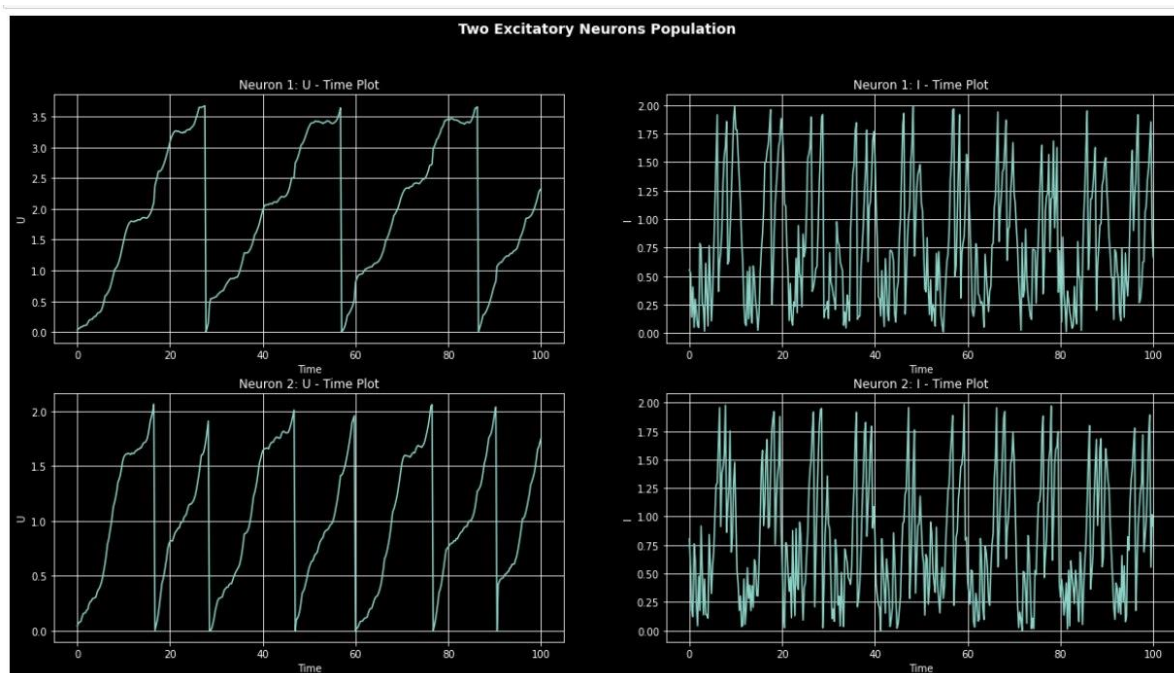 Two Excitatory Neurons Population
Neuron 1: U - Time Plot
3.5
3.0
2.5
2.0
1.5
1.0
0.5
0.0
U
0 20 40 60 80 100
Time
Neuron 1: I - Time Plot
2.00
1.75
1.50
1.25
1.00
0.75
0.50
0.25
0.00
I
0 20 40 60 80 100
Time
Neuron 2: U - Time Plot
2.0
1.5
1.0
0.5
0.0
U
0 20 40 60 80 100
Time
Neuron 2: I - Time Plot
2.00
1.75
1.50
1.25
1.00
0.75
0.50
0.25
0.00
I
0 20 40 60 80 100
Time